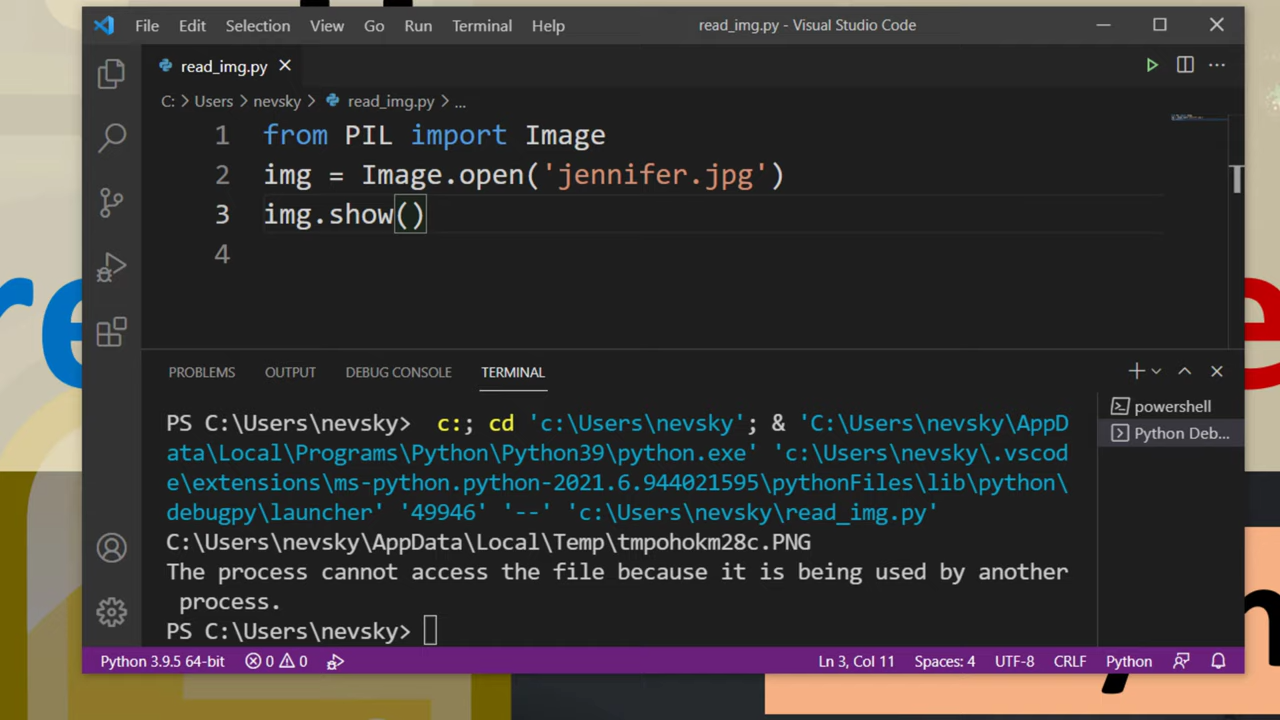 File Edit Selection View Go Run Terminal Help
read_img.py - Visual Studio Code
read_img.py
C: > Users > nevsky > read_img.py > ...
1 from PIL import Image
2 img = Image.open('jennifer.jpg')
3 img.show()
4
PROBLEMS OUTPUT DEBUG CONSOLE TERMINAL
PS C:\Users\nevsky> c:; cd 'c:\Users\nevsky'; & 'C:\Users\nevsky\AppD
ata\Local\Programs\Python\Python39\python.exe' 'c:\Users\nevsky\.vscod
e\extensions\ms-python.python-2021.6.944021595\pythonFiles\lib\python\
debugpy\launcher' '49946' '--' 'c:\Users\nevsky\read_img.py'
C:\Users\nevsky\AppData\Local\Temp\tmpohokm28c.PNG
The process cannot access the file because it is being used by another
process.
PS C:\Users\nevsky>
powershell
Python Deb...
Python 3.9.5 64-bit 0 0 Ln 3, Col 11 Spaces: 4 UTF-8 CRLF Python